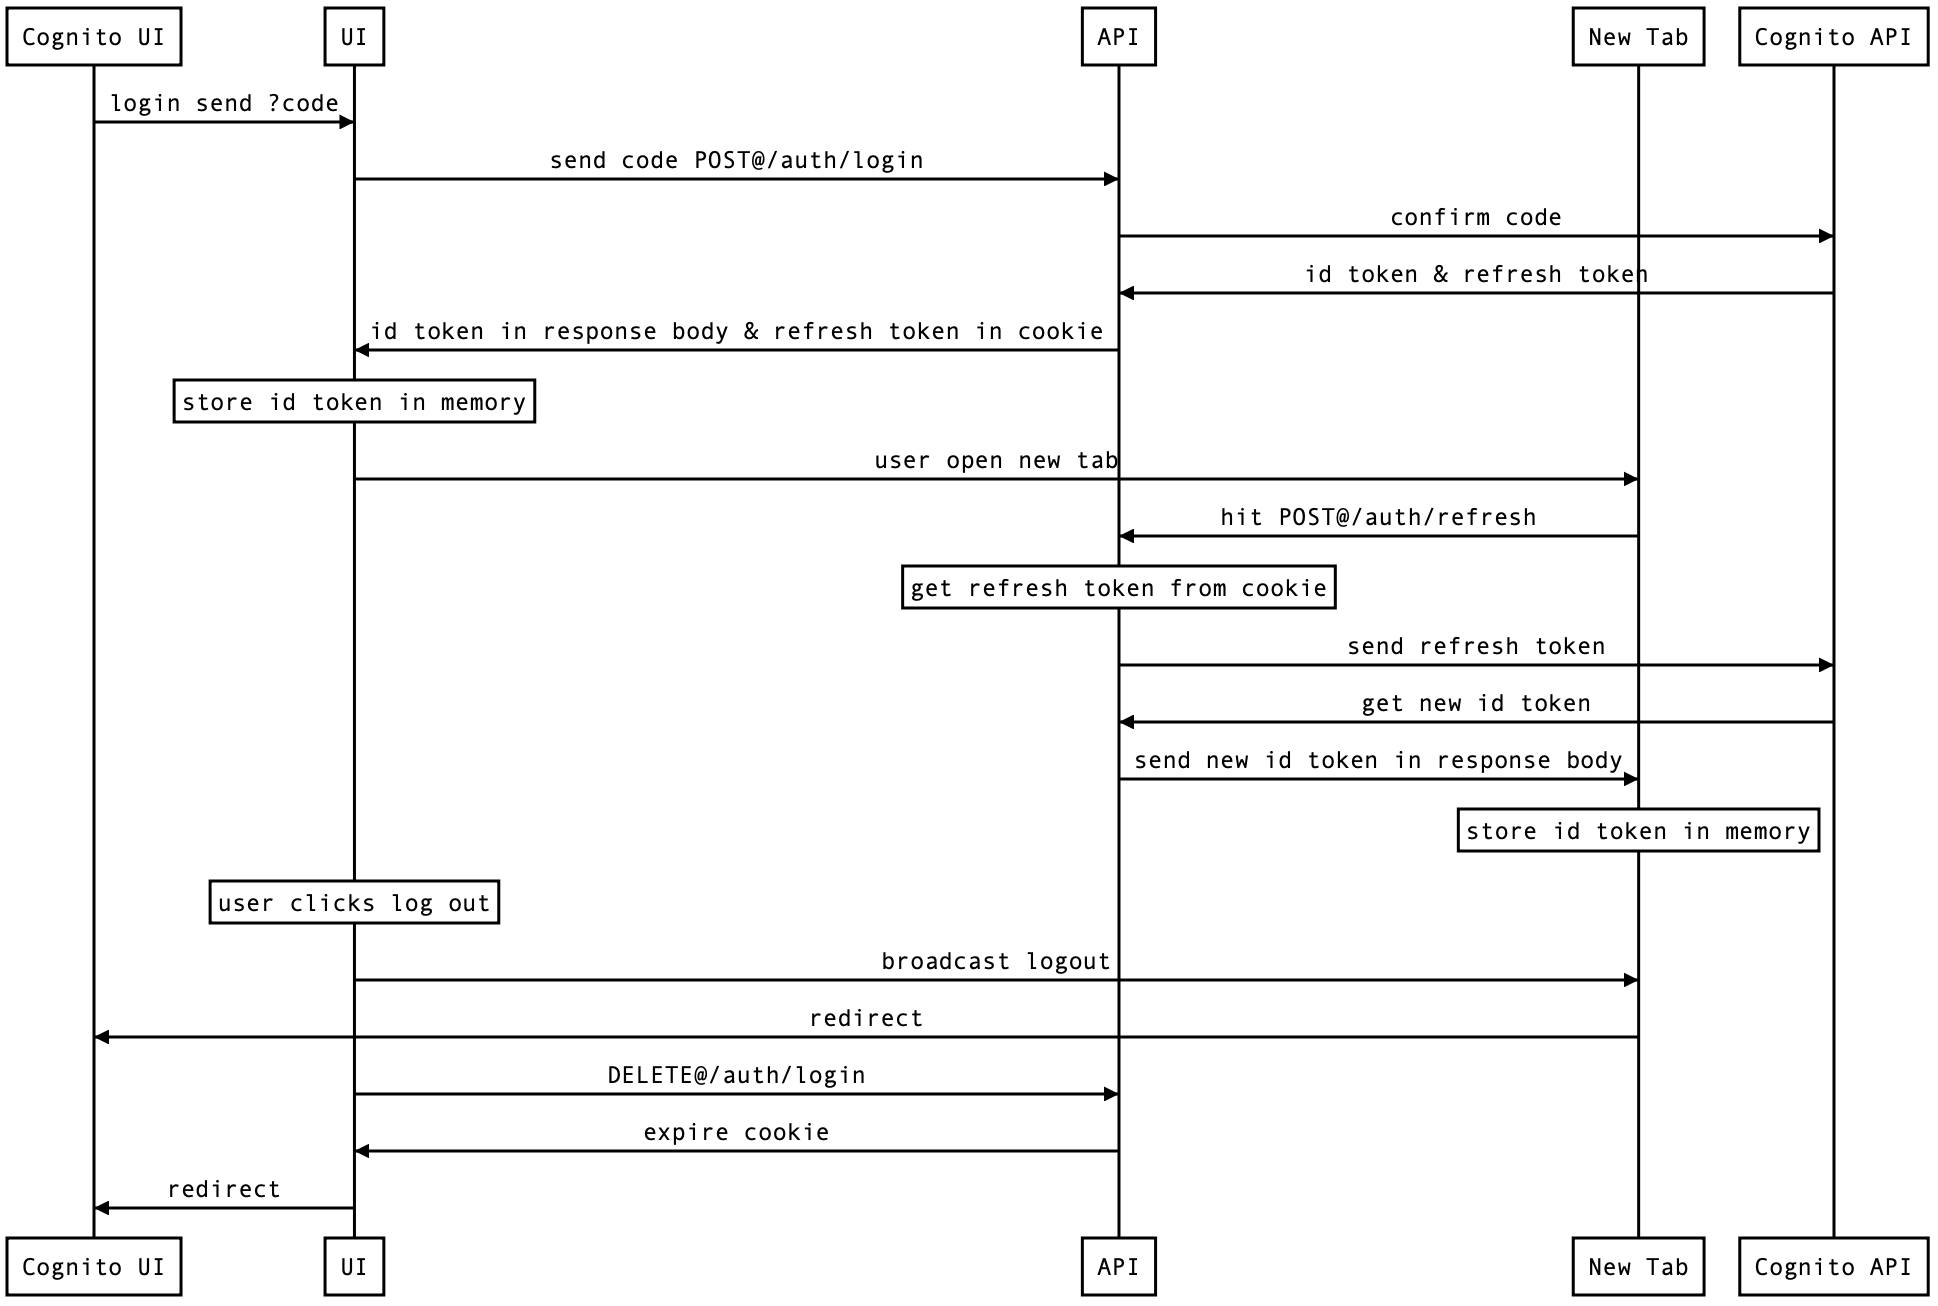 Cognito UI
UI
API
New Tab
Cognito API
login send ?code
send code POST@/auth/login
confirm code
id token & refresh token
id token in response body & refresh token in cookie
store id token in memory
user open new tab
hit POST@/auth/refresh
get refresh token from cookie
send refresh token
get new id token
send new id token in response body
store id token in memory
user clicks log out
broadcast logout
redirect
DELETE@/auth/login
expire cookie
redirect
Cognito UI
UI
API
New Tab
Cognito API